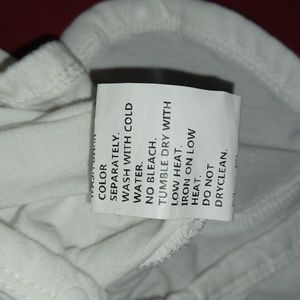 COLOR
SEPARATELY.
WASH WITH COLD
WATER.
NO BLEACH.
TUMBLE DRY WITH
LOW HEAT.
IRON ON LOW
HEAT.
DO NOT
DRYCLEAN.